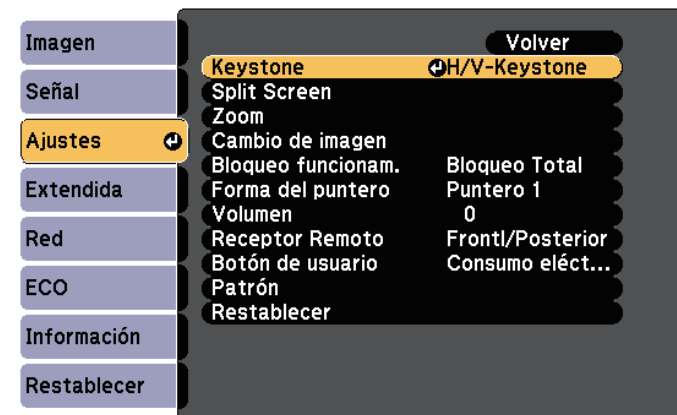 Imagen
Señal
Ajustes
Extendida
Red
ECO
Información
Restablecer
Volver
Keystone H/V-Keystone
Split Screen
Zoom
Cambio de imagen
Bloqueo funcionam. Bloqueo Total
Forma del puntero Puntero 1
Volumen 0
Receptor Remoto Frontl/Posterior
Botón de usuario Consumo eléct...
Patrón
Restablecer